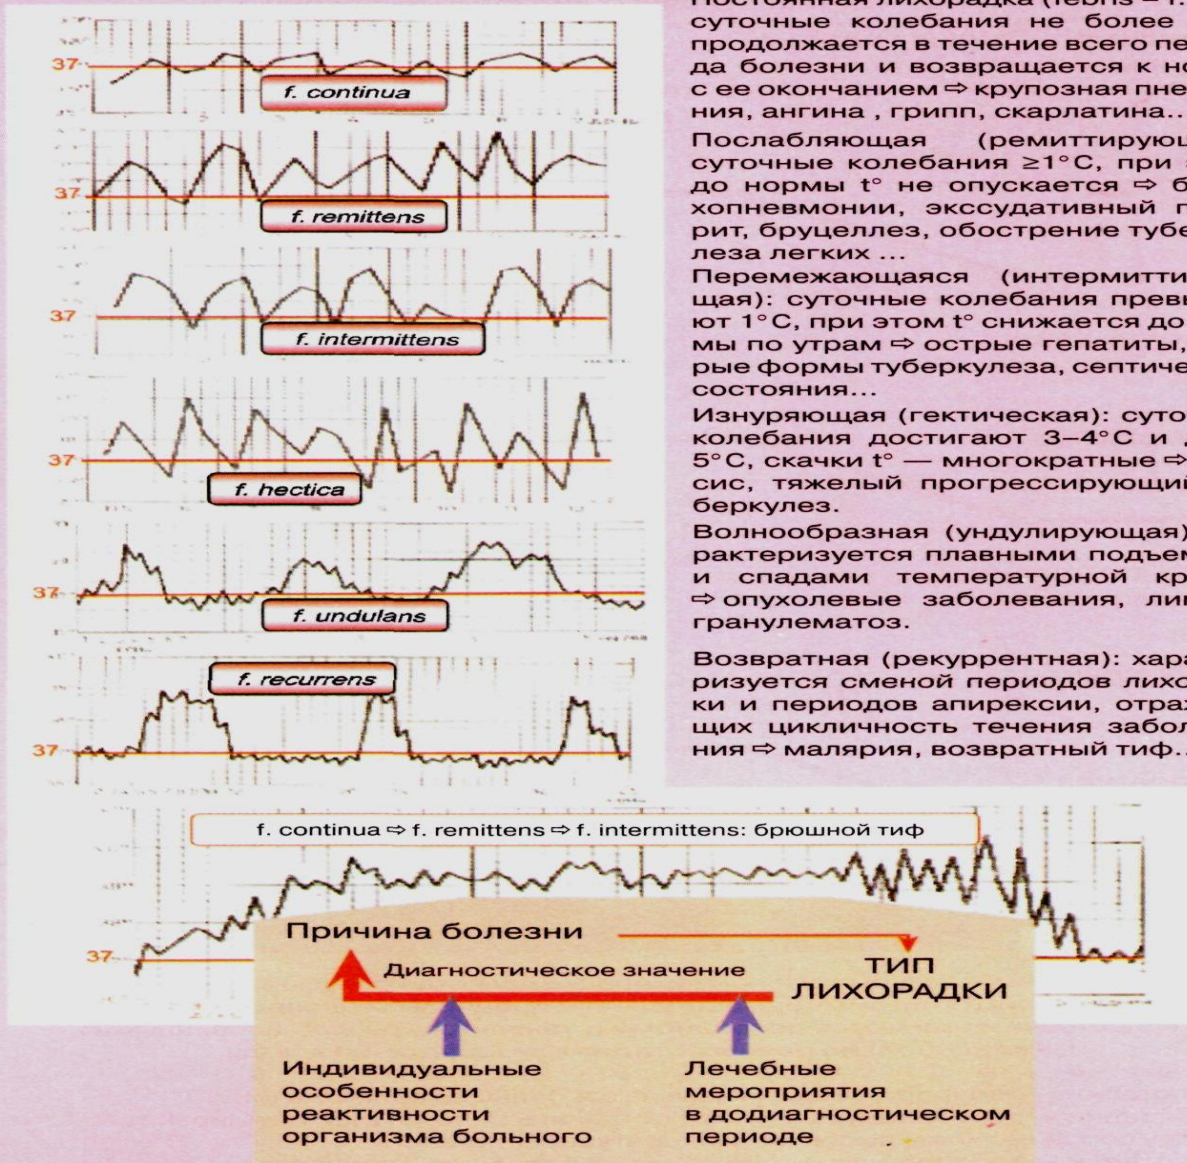 37
f. continua
37
f. remittens
37
f. intermittens
37
f. hectica
37
f. undulans
f. recurrens
37
Постоянная лихорадка (febris –
суточные колебания не более
продолжается в течение всего пе
да болезни и возвращается к но
с ее окончанием ⇨ крупозная пне
ния, ангина , грипп, скарлатина...
Послабляющая (ремиттирующ
суточные колебания ≥1°С, при
до нормы t° не опускается ⇨ б
хопневмонии, экссудативный п
рит, бруцеллез, обострение тубе
леза легких ...
Перемежающаяся (интермитти
щая): суточные колебания превы
ют 1°С, при этом t° снижается до
мы по утрам ⇨ острые гепатиты,
рые формы туберкулеза, септиче
состояния...
Изнуряющая (гектическая): суто
колебания достигают 3–4°С и
5°С, скачки t° — многократные ⇨
сис, тяжелый прогрессирующий
беркулез.
Волнообразная (ундулирующая)
рактеризуется плавными подъем
и спадами температурной кр
⇨ опухолевые заболевания, ли
гранулематоз.
Возвратная (рекуррентная): хара
ризуется сменой периодов лихо
ки и периодов апирексии, отра
щих цикличность течения забол
ния ⇨ малярия, возвратный тиф..
f. continua ⇨ f. remittens ⇨ f. intermittens: брюшной тиф
37
Причина болезни
Диагностическое значение
ТИП
ЛИХОРАДКИ
Индивидуальные
особенности
реактивности
организма больного
Лечебные
мероприятия
в додиагностическом
периоде